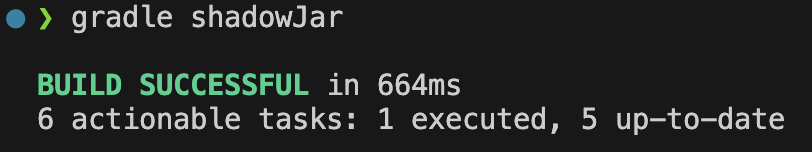 ❯ gradle shadowJar
BUILD SUCCESSFUL in 664ms
6 actionable tasks: 1 executed, 5 up-to-date